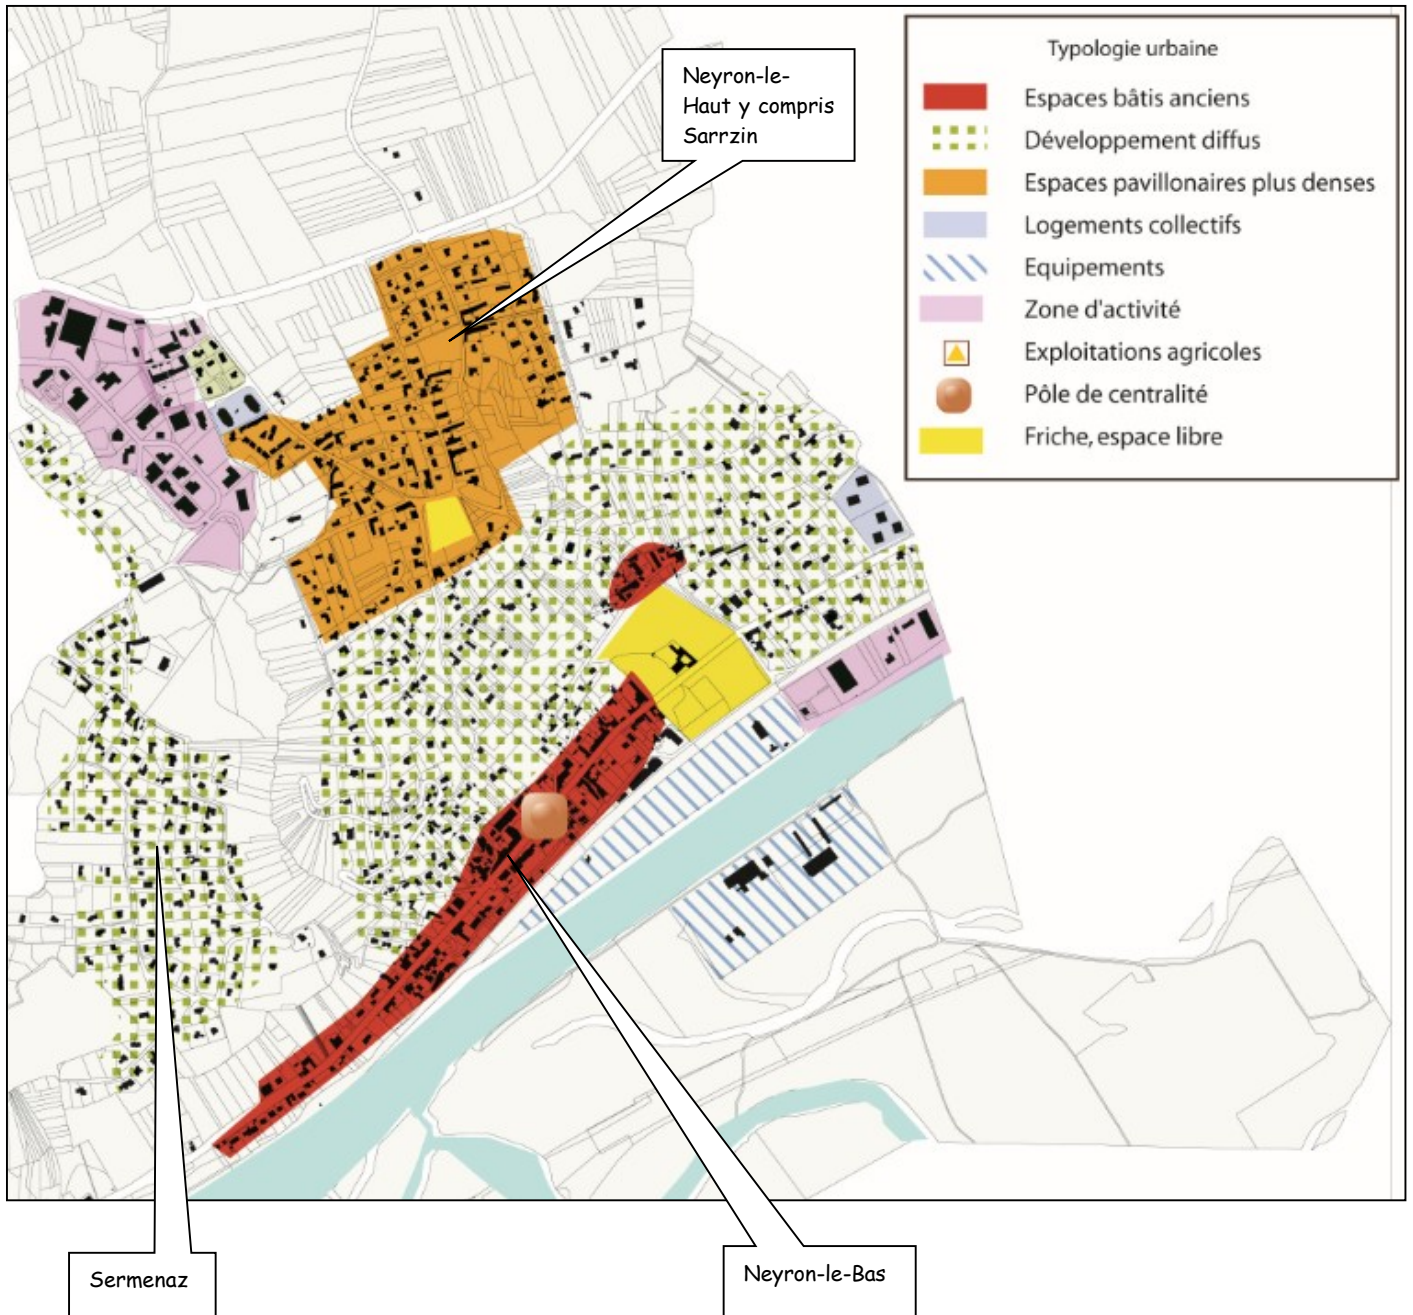 Neyron-le-
Haut y compris
Sarrzin
Typologie urbaine
Espaces bâtis anciens
Développement diffus
Espaces pavillonaires plus denses
Logements collectifs
Equipements
Zone d'activité
Exploitations agricoles
Pôle de centralité
Friche, espace libre
Sermenaz
Neyron-le-Bas